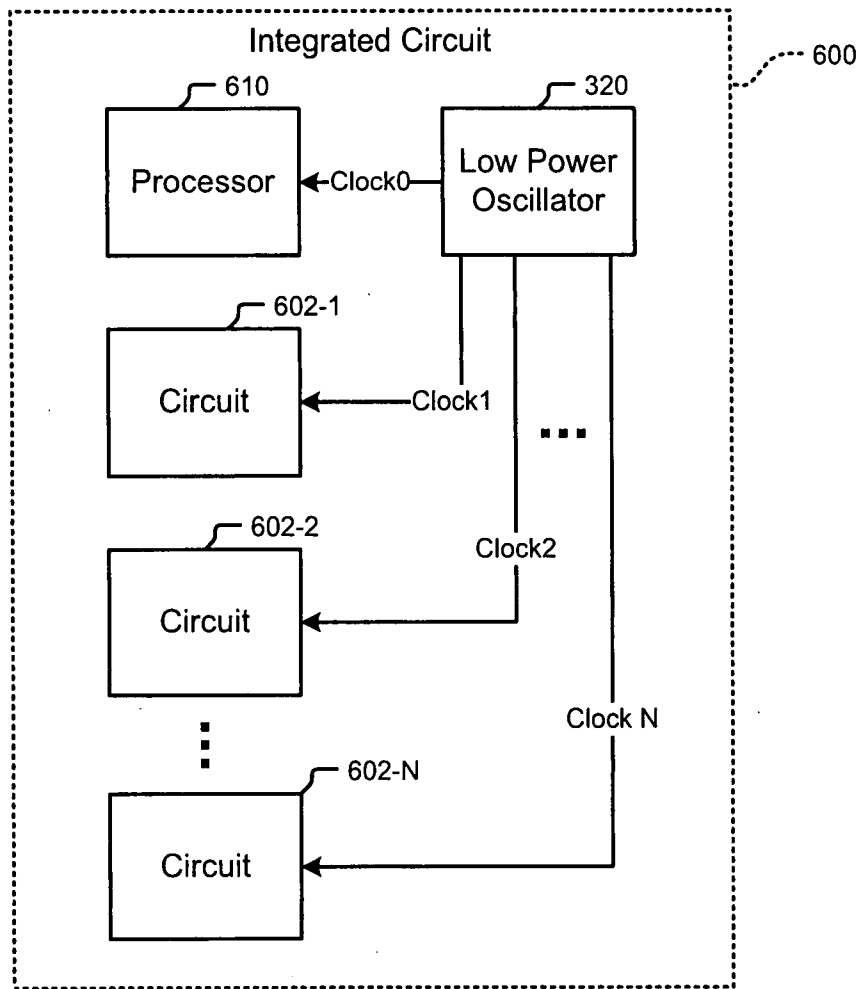 Integrated Circuit
600
610
320
Processor
Clock0
Low Power
Oscillator
602-1
Circuit
Clock1
602-2
Circuit
Clock2
Clock N
602-N
Circuit